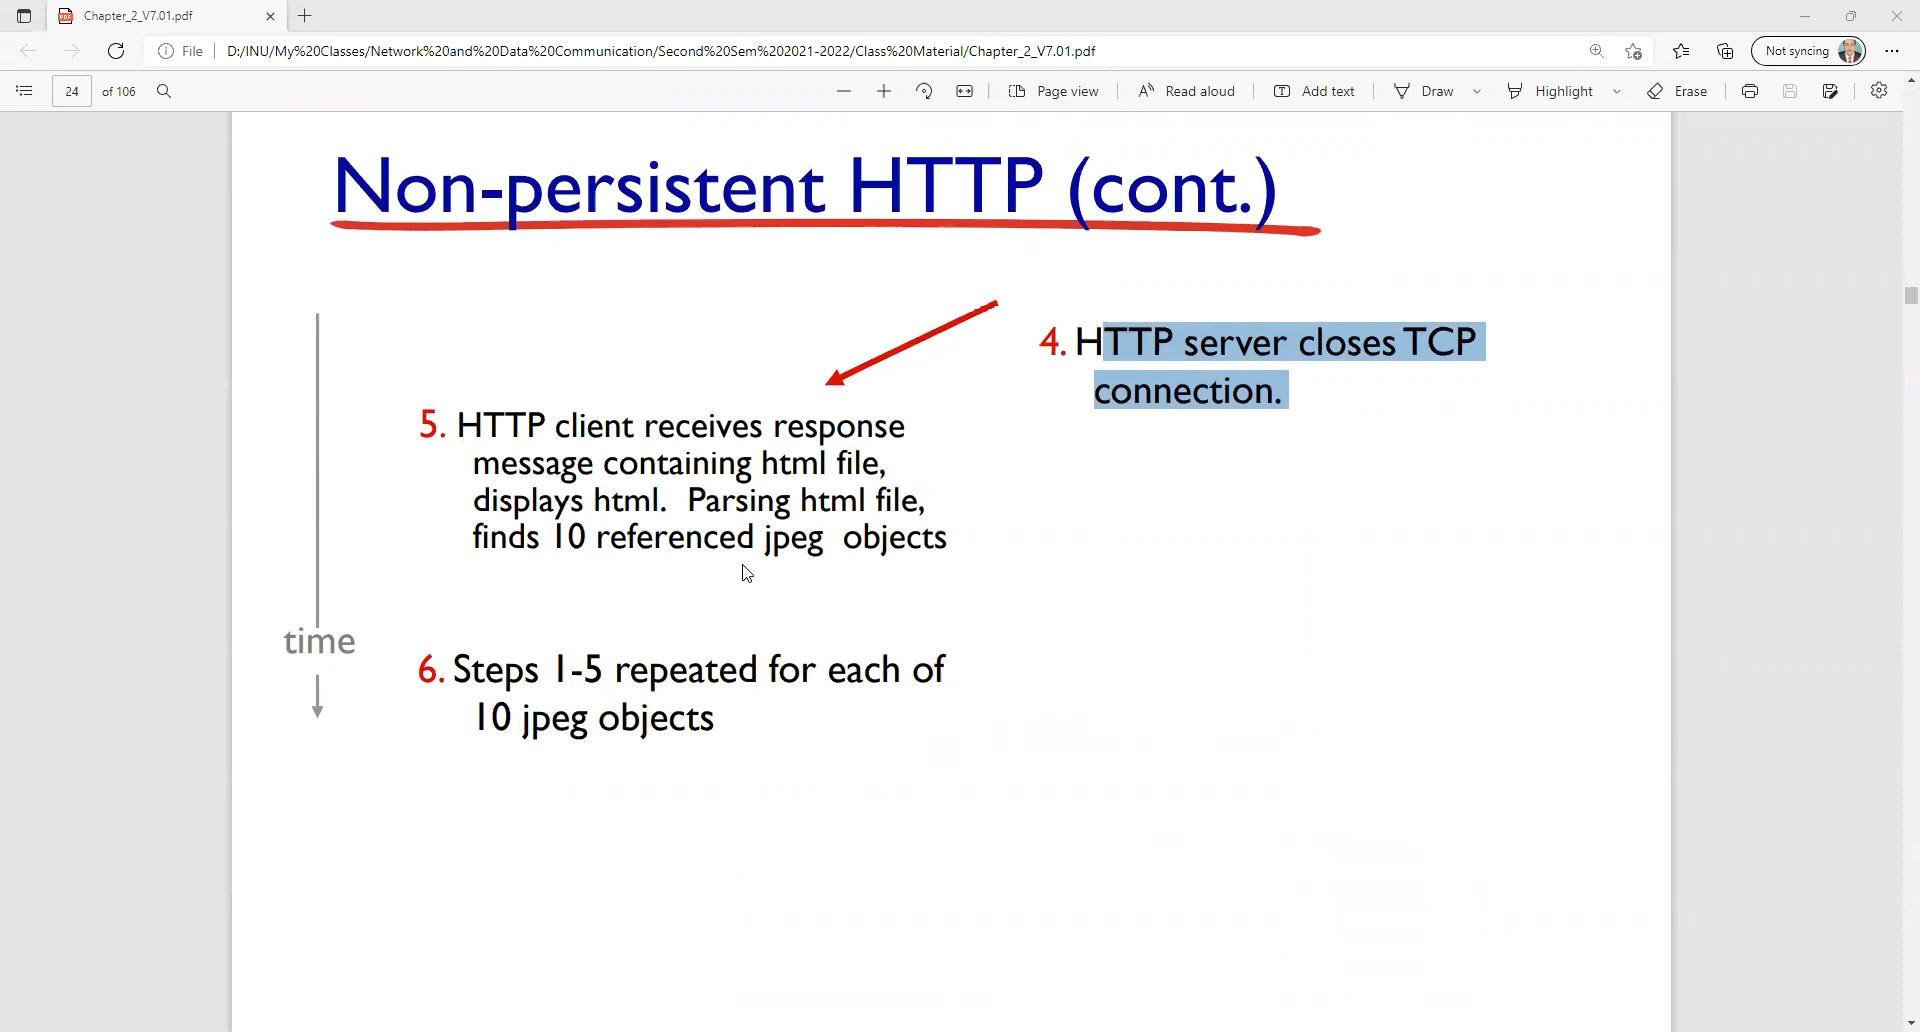 Chapter_2_V7.01.pdf
File
D:/INU/My%20Classes/Network%20and%20Data%20Communication/Second%20Sem%202021-2022/Class%20Material/Chapter_2_V7.01.pdf
Not syncing
24 of 106
Page view
Read aloud
Add text
Draw
Highlight
Erase
Non-persistent HTTP (cont.)
4. HTTP server closes TCP
connection.
5. HTTP client receives response
message containing html file,
displays html. Parsing html file,
finds 10 referenced jpeg objects
time
6. Steps 1-5 repeated for each of
10 jpeg objects